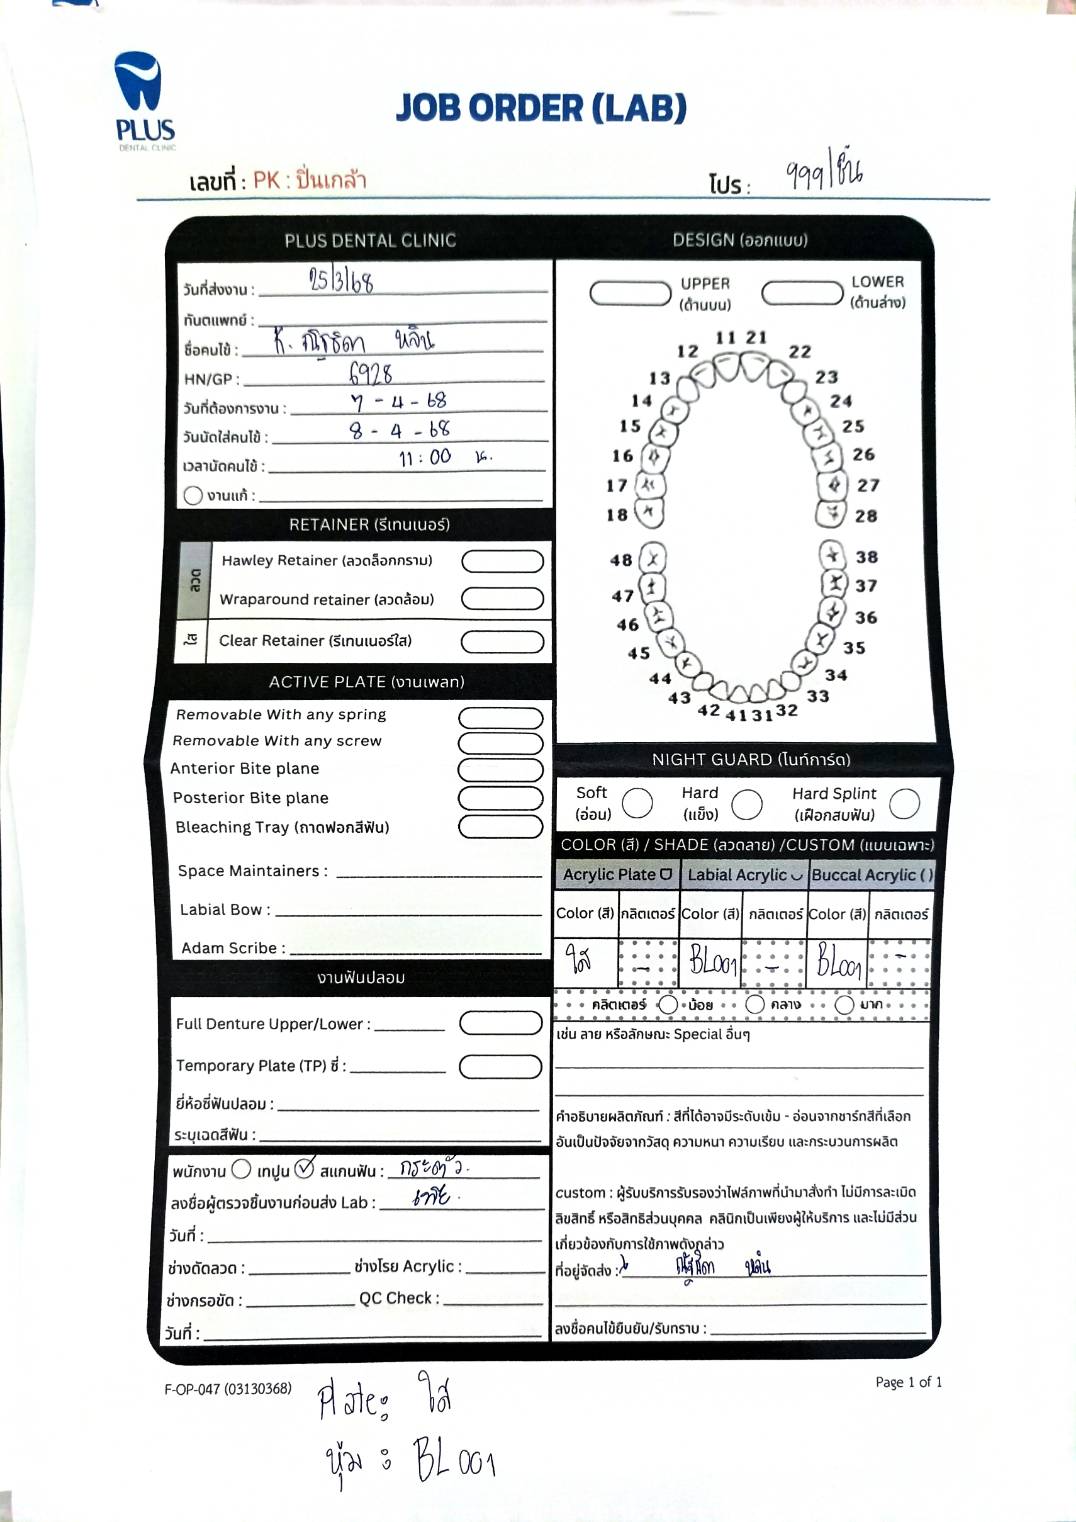 PLUS
DENTAL CLINIC
JOB ORDER (LAB)
เลขที่ : PK : ปิ่นเกล้า
โปร : 999/ชิ้น
PLUS DENTAL CLINIC
วันที่ส่งงาน : 25/3/68
ทันตแพทย์ :
ชื่อคนไข้ :
HN/GP : 6928
วันที่ต้องการงาน : 7 - 4 - 68
วันนัดใส่คนไข้ : 8 - 4 - 68
เวลานัดคนไข้ : 11:00 น.
งานแก้ :
RETAINER (รีเทนเนอร์)
ลวด
Hawley Retainer (ลวดล็อกกราม)
Wraparound retainer (ลวดล้อม)
ใส
Clear Retainer (รีเทนเนอร์ใส)
ACTIVE PLATE (งานเพลท)
Removable With any spring
Removable With any screw
Anterior Bite plane
Posterior Bite plane
Bleaching Tray (ถาดฟอกสีฟัน)
Space Maintainers :
Labial Bow :
Adam Scribe :
งานฟันปลอม
Full Denture Upper/Lower :
Temporary Plate (TP) ซี่ :
ยี่ห้อซี่ฟันปลอม :
ระบุเฉดสีฟัน :
พนักงาน เทปูน สแกนฟัน :
ลงชื่อผู้ตรวจชิ้นงานก่อนส่ง Lab :
วันที่ :
ช่างดัดลวด : ช่างโรย Acrylic :
ช่างกรอขัด : QC Check :
วันที่ :
DESIGN (ออกแบบ)
UPPER
(ด้านบน)
LOWER
(ด้านล่าง)
11 21
12 22
13 23
14 24
15 25
16 26
17 27
18 28
48 38
47 37
46 36
45 35
44 34
43 33
42 41 31 32
NIGHT GUARD (ไนท์การ์ด)
Soft
(อ่อน)
Hard
(แข็ง)
Hard Splint
(เฝือกสบฟัน)
COLOR (สี) / SHADE (ลวดลาย) /CUSTOM (แบบเฉพาะ)
Acrylic Plate Labial Acrylic Buccal Acrylic ( )
Color (สี) กลิตเตอร์ Color (สี) กลิตเตอร์ Color (สี) กลิตเตอร์
ใส - BL001 - BL001 -
กลิตเตอร์ น้อย กลาง มาก
เช่น ลาย หรือลักษณะ Special อื่นๆ
คำอธิบายผลิตภัณฑ์ : สีที่ได้อาจมีระดับเข้ม - อ่อนจากชาร์ทสีที่เลือก
อันเป็นปัจจัยจากวัสดุ ความหนา ความเรียบ และกระบวนการผลิต
custom : ผู้รับบริการรับรองว่าไฟล์ภาพที่นำมาสั่งทำ ไม่มีการละเมิด
ลิขสิทธิ์ หรือสิทธิส่วนบุคคล คลินิกเป็นเพียงผู้ให้บริการ และไม่มีส่วน
เกี่ยวข้องกับการใช้ภาพดังกล่าว
ที่อยู่จัดส่ง :
ลงชื่อคนไข้ยืนยัน/รับทราบ :
F-OP-047 (03130368)
Page 1 of 1
Plate: ใส
หุ้ม : BL001